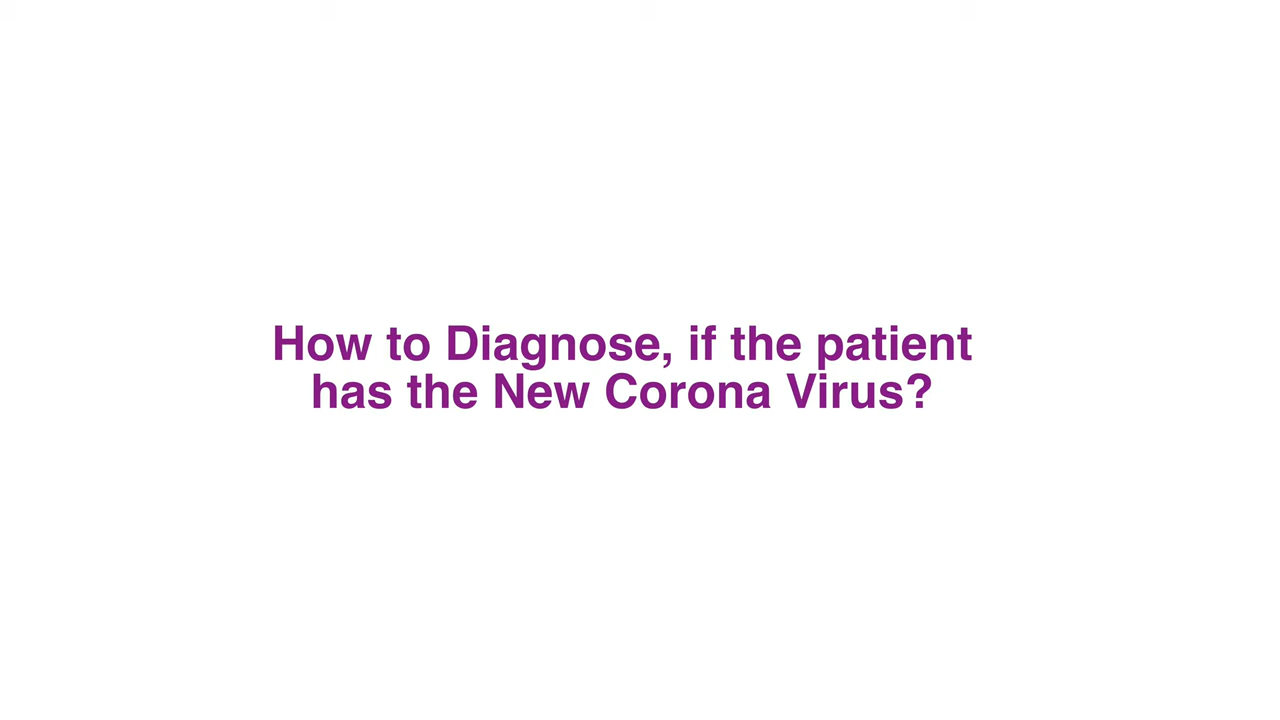 How to Diagnose, if the patient
has the New Corona Virus?